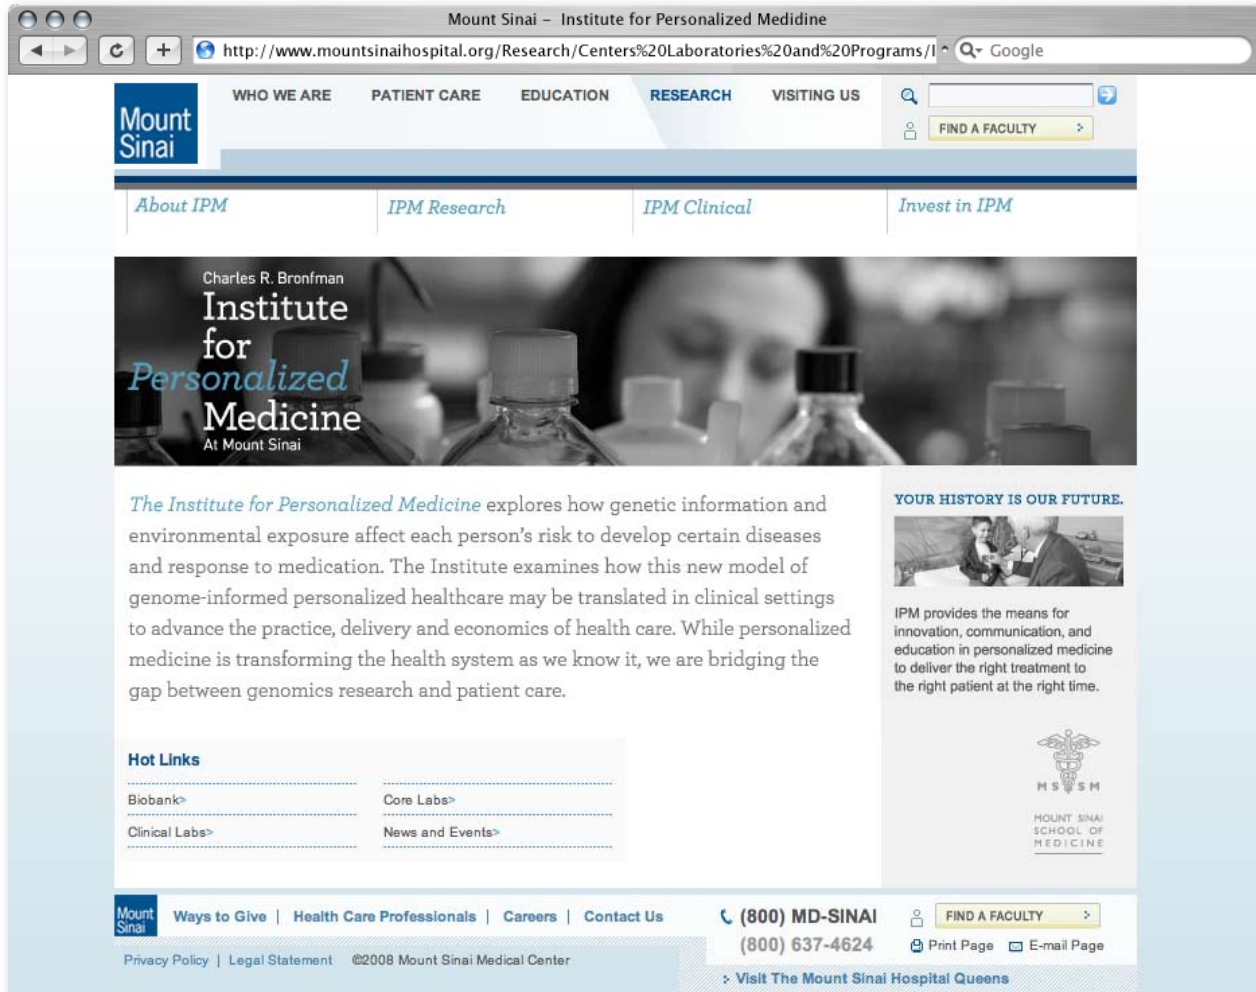 Mount Sinai – Institute for Personalized Medidine
http://www.mountsinaihospital.org/Research/Centers%20Laboratories%20and%20Programs/I
Google
Mount
Sinai
WHO WE ARE
PATIENT CARE
EDUCATION
RESEARCH
VISITING US
FIND A FACULTY
About IPM
IPM Research
IPM Clinical
Invest in IPM
Charles R. Bronfman
Institute
for
Personalized
Medicine
At Mount Sinai
The Institute for Personalized Medicine explores how genetic information and
environmental exposure affect each person's risk to develop certain diseases
and response to medication. The Institute examines how this new model of
genome-informed personalized healthcare may be translated in clinical settings
to advance the practice, delivery and economics of health care. While personalized
medicine is transforming the health system as we know it, we are bridging the
gap between genomics research and patient care.
YOUR HISTORY IS OUR FUTURE.
IPM provides the means for
innovation, communication, and
education in personalized medicine
to deliver the right treatment to
the right patient at the right time.
MSSM
MOUNT SINAI
SCHOOL OF
MEDICINE
Hot Links
Biobank>
Core Labs>
Clinical Labs>
News and Events>
Mount
Sinai
Ways to Give | Health Care Professionals | Careers | Contact Us
(800) MD-SINAI
(800) 637-4624
FIND A FACULTY
Print Page E-mail Page
Privacy Policy | Legal Statement ©2008 Mount Sinai Medical Center
Visit The Mount Sinai Hospital Queens